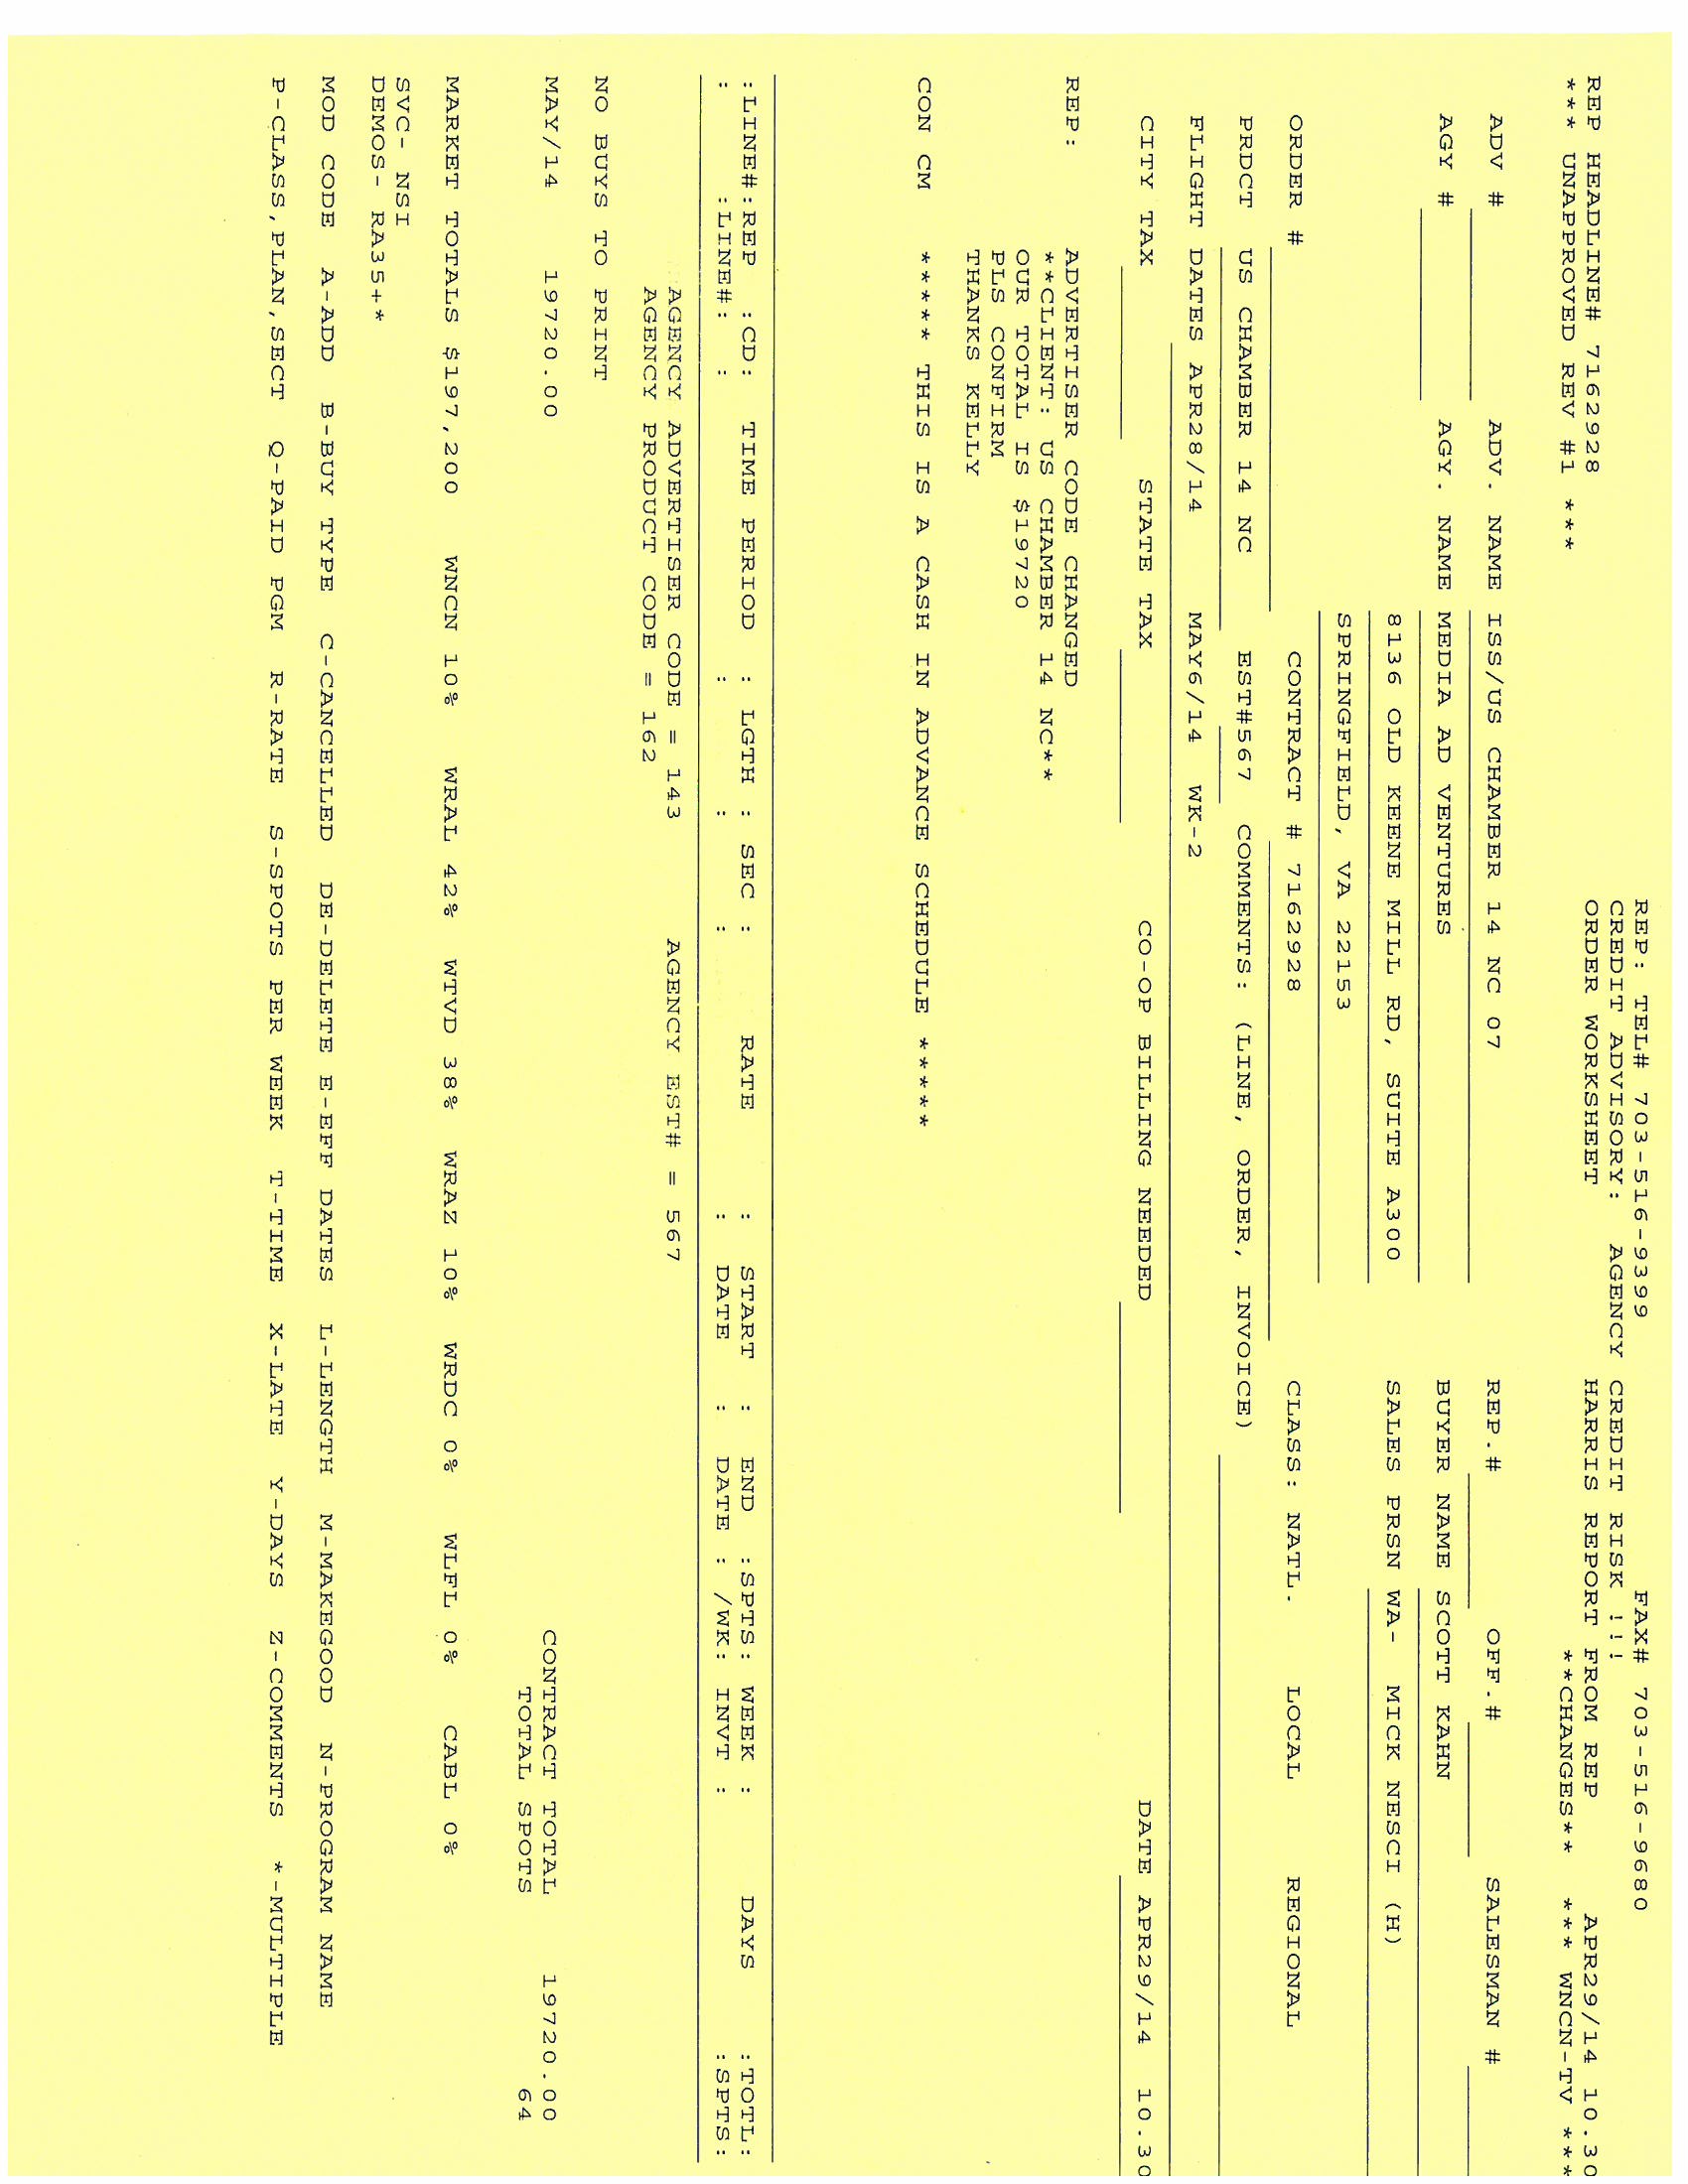 REP: TEL# 703-516-9399 FAX# 703-516-9680
CREDIT ADVISORY: AGENCY CREDIT RISK !!!
REP HEADLINE# 7162928 ORDER WORKSHEET HARRIS REPORT FROM REP APR29/14 10.30
*** UNAPPROVED REV #1 *** **CHANGES** *** WNCN-TV ***
ADV # ADV. NAME ISS/US CHAMBER 14 NC 07 REP.# OFF.# SALESMAN #
AGY # AGY. NAME MEDIA AD VENTURES BUYER NAME SCOTT KAHN
8136 OLD KEENE MILL RD, SUITE A300 SALES PRSN WA- MICK NESCI (H)
SPRINGFIELD, VA 22153
ORDER # CONTRACT # 7162928 CLASS: NATL. LOCAL REGIONAL
PRDCT US CHAMBER 14 NC EST#567 COMMENTS: (LINE, ORDER, INVOICE)
FLIGHT DATES APR28/14 MAY6/14 WK-2
CITY TAX STATE TAX CO-OP BILLING NEEDED DATE APR29/14 10.30
REP: ADVERTISER CODE CHANGED
**CLIENT: US CHAMBER 14 NC**
OUR TOTAL IS $19720
PLS CONFIRM
THANKS KELLY
CON CM ***** THIS IS A CASH IN ADVANCE SCHEDULE *****
:LINE#:REP :CD: TIME PERIOD : LGTH : SEC : RATE : START : END :SPTS: WEEK : DAYS :TOTL:
: :LINE#: : : : : DATE : DATE : /WK: INVT : :SPTS:
AGENCY ADVERTISER CODE = 143 AGENCY EST# = 567
AGENCY PRODUCT CODE = 162
NO BUYS TO PRINT
MAY/14 19720.00 CONTRACT TOTAL 19720.00
TOTAL SPOTS 64
MARKET TOTALS $197,200 WNCN 10% WRAL 42% WTVD 38% WRAZ 10% WRDC 0% WLFL 0% CABL 0%
SVC- NSI
DEMOS- RA35+*
MOD CODE A-ADD B-BUY TYPE C-CANCELLED DE-DELETE E-EFF DATES L-LENGTH M-MAKEGOOD N-PROGRAM NAME
P-CLASS,PLAN,SECT Q-PAID PGM R-RATE S-SPOTS PER WEEK T-TIME X-LATE Y-DAYS Z-COMMENTS *-MULTIPLE